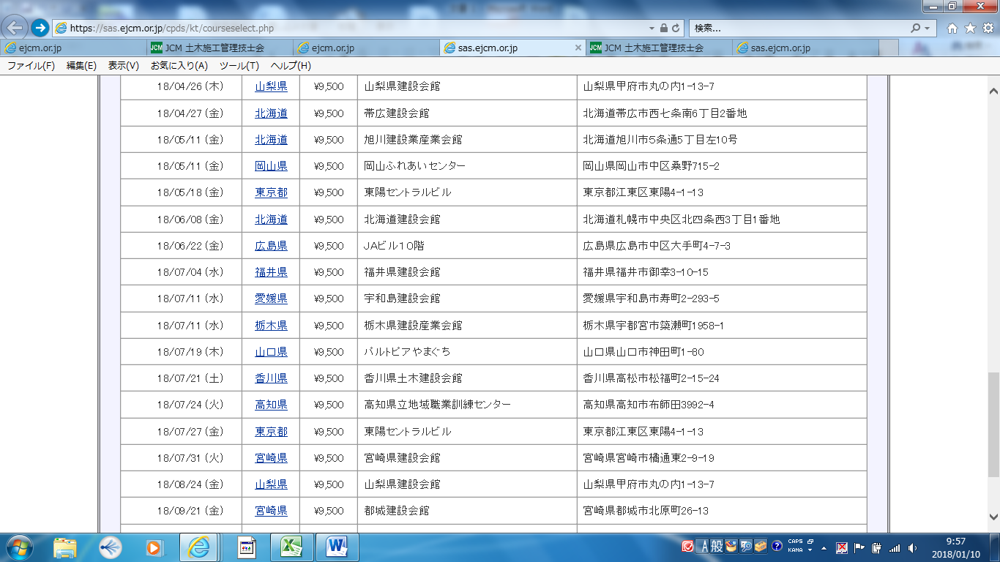 https://sas.ejcm.or.jp/cpds/kt/courseselect.php
検索...
ejcm.or.jp
JCM 土木施工管理技士会
ejcm.or.jp
sas.ejcm.or.jp
JCM 土木施工管理技士会
sas.ejcm.or.jp
ファイル(F) 編集(E) 表示(V) お気に入り(A) ツール(T) ヘルプ(H)
18/04/26 (木) 山梨県 ¥9,500 山梨県建設会館 山梨県甲府市丸の内1-13-7
18/04/27 (金) 北海道 ¥9,500 帯広建設会館 北海道帯広市西七条南6丁目2番地
18/05/11 (金) 北海道 ¥9,500 旭川建設業産業会館 北海道旭川市5条通5丁目左10号
18/05/11 (金) 岡山県 ¥9,500 岡山ふれあいセンター 岡山県岡山市中区桑野715-2
18/05/18 (金) 東京都 ¥9,500 東陽セントラルビル 東京都江東区東陽4-1-13
18/06/08 (金) 北海道 ¥9,500 北海道建設会館 北海道札幌市中央区北四条西3丁目1番地
18/06/22 (金) 広島県 ¥9,500 JAビル10階 広島県広島市中区大手町4-7-3
18/07/04 (水) 福井県 ¥9,500 福井県建設会館 福井県福井市御幸3-10-15
18/07/11 (水) 愛媛県 ¥9,500 宇和島建設会館 愛媛県宇和島市寿町2-293-5
18/07/11 (水) 栃木県 ¥9,500 栃木県建設産業会館 栃木県宇都宮市簗瀬町1958-1
18/07/19 (木) 山口県 ¥9,500 パルトピアやまぐち 山口県山口市神田町1-80
18/07/21 (土) 香川県 ¥9,500 香川県土木建設会館 香川県高松市松福町2-15-24
18/07/24 (火) 高知県 ¥9,500 高知県立地域職業訓練センター 高知県高知市布師田3992-4
18/07/27 (金) 東京都 ¥9,500 東陽セントラルビル 東京都江東区東陽4-1-13
18/07/31 (火) 宮崎県 ¥9,500 宮崎県建設会館 宮崎県宮崎市橘通東2-9-19
18/08/24 (金) 山梨県 ¥9,500 山梨県建設会館 山梨県甲府市丸の内1-13-7
18/09/21 (金) 宮崎県 ¥9,500 都城建設会館 宮崎県都城市北原町26-13
A 般 CAPS
KANA
9:57
2018/01/10